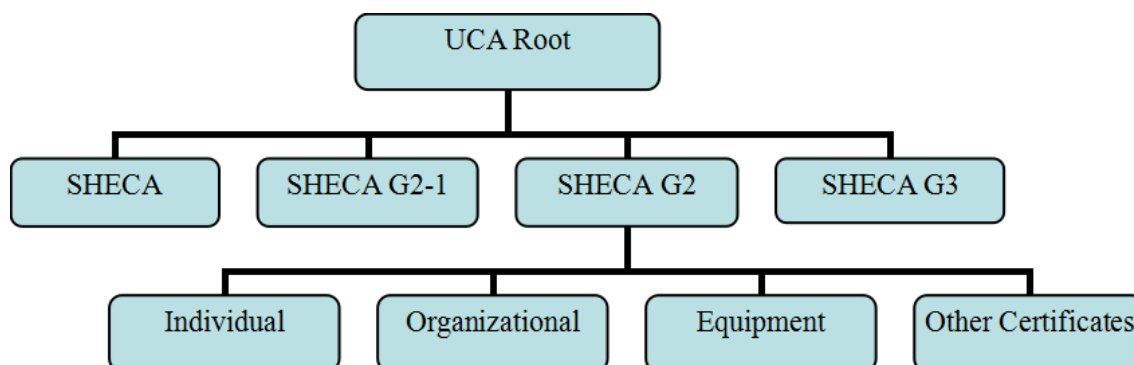 UCA Root
SHECA
SHECA G2-1
SHECA G2
SHECA G3
Individual
Organizational
Equipment
Other Certificates